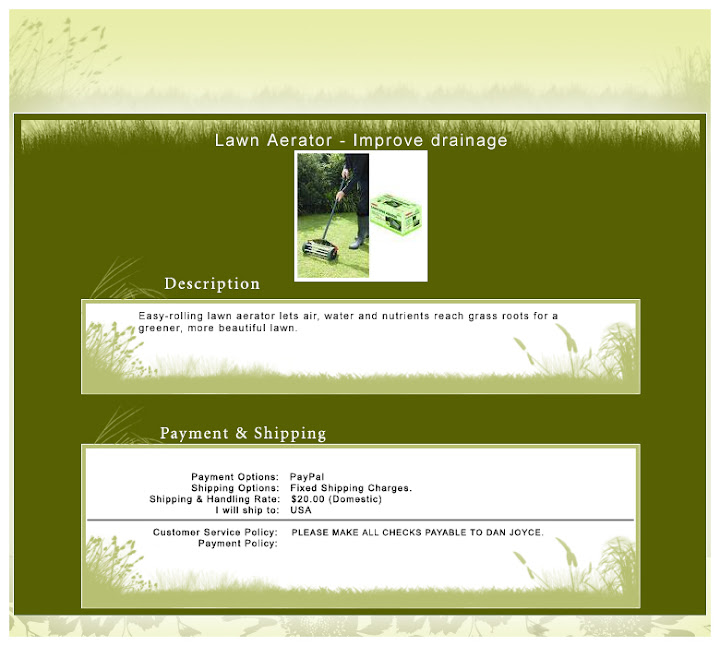 Lawn Aerator - Improve drainage
Description
Easy-rolling lawn aerator lets air, water and nutrients reach grass roots for a
greener, more beautiful lawn.
Payment & Shipping
Payment Options: PayPal
Shipping Options: Fixed Shipping Charges.
Shipping & Handling Rate: $20.00 (Domestic)
I will ship to: USA
Customer Service Policy: PLEASE MAKE ALL CHECKS PAYABLE TO DAN JOYCE.
Payment Policy: